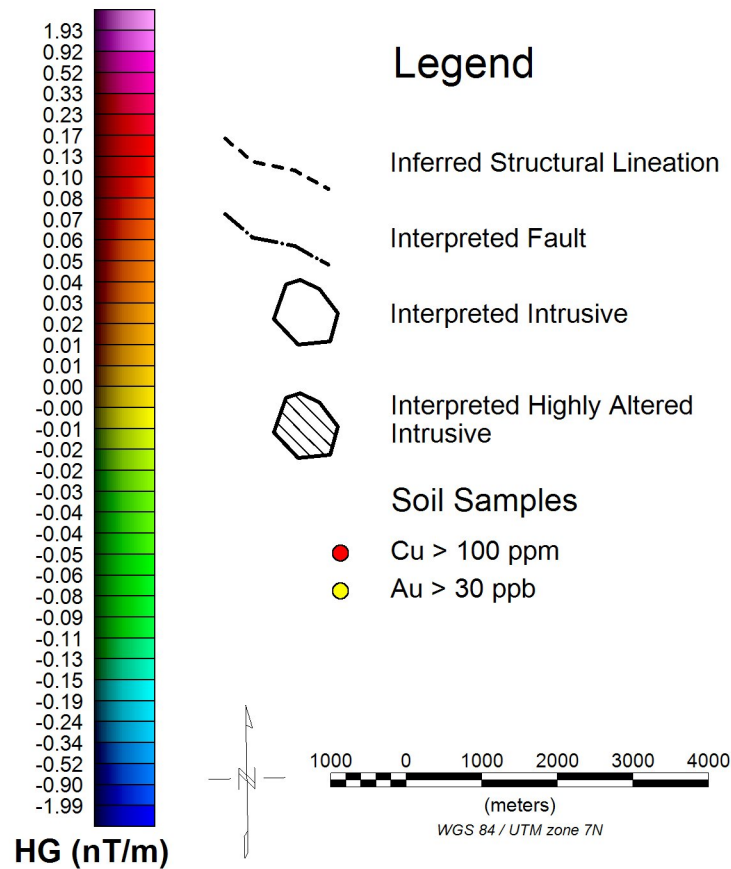 1.93
0.92
0.52
0.33
0.23
0.17
0.13
0.10
0.08
0.07
0.06
0.05
0.04
0.03
0.02
0.01
0.01
0.00
-0.00
-0.01
-0.02
-0.02
-0.03
-0.04
-0.04
-0.05
-0.06
-0.08
-0.09
-0.11
-0.13
-0.15
-0.19
-0.24
-0.34
-0.52
-0.90
-1.99
HG (nT/m)
Legend
Inferred Structural Lineation
Interpreted Fault
Interpreted Intrusive
Interpreted Highly Altered
Intrusive
Soil Samples
Cu > 100 ppm
Au > 30 ppb
N
1000 0 1000 2000 3000 4000
(meters)
WGS 84 / UTM zone 7N